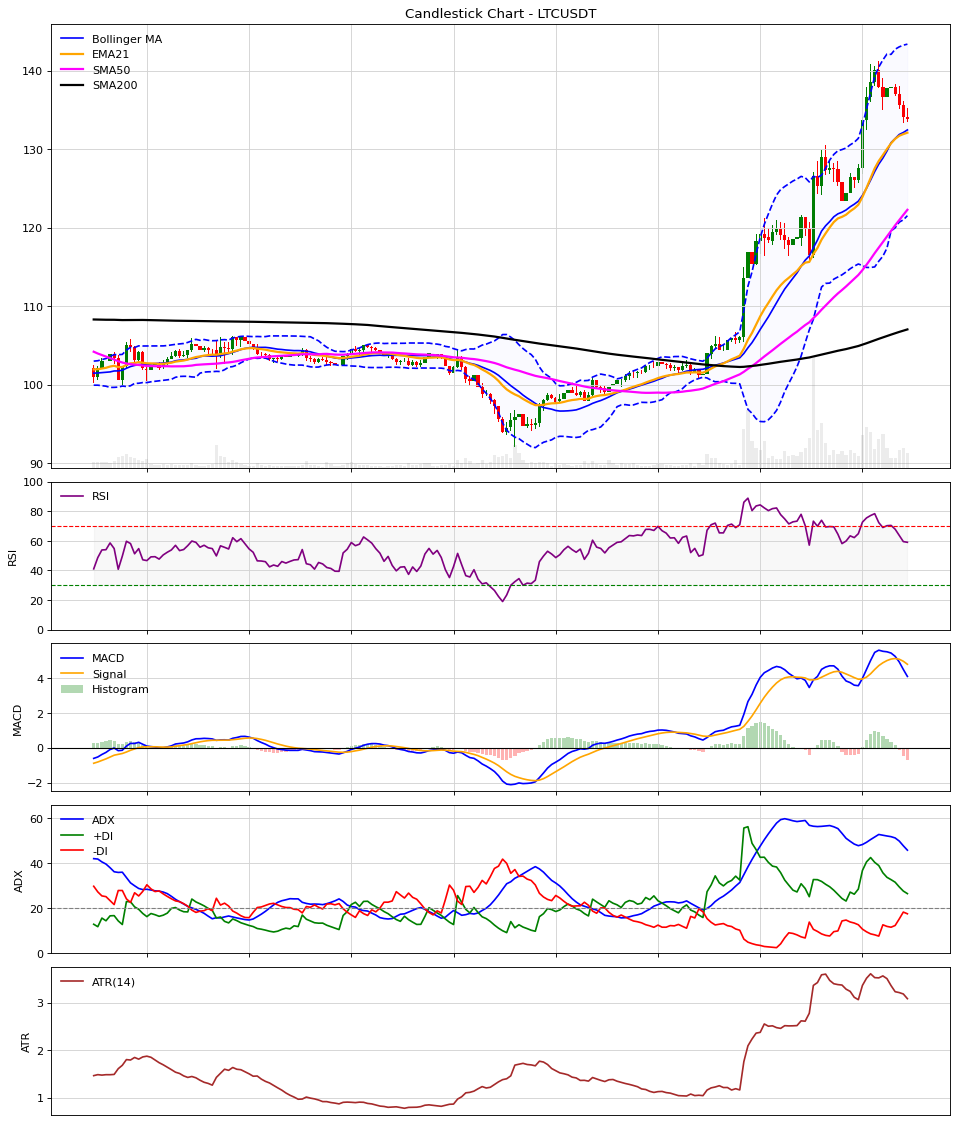 Candlestick Chart - LTCUSDT
Bollinger MA
EMA21
SMA50
SMA200
140
130
120
110
100
90
RSI
RSI
100
80
60
40
20
0
MACD
Signal
Histogram
MACD
4
2
0
−2
ADX
+DI
-DI
ADX
60
40
20
0
ATR(14)
ATR
3
2
1